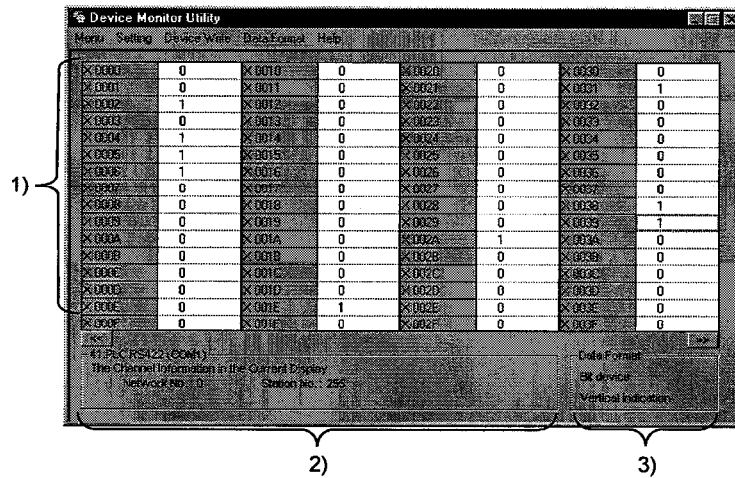 Device Monitor Utility
Menu Setting Device Write Data Format Help
X 0000 0 X 0010 0 X 0020 0 X 0030 0
X 0001 0 X 0011 0 X 0021 0 X 0031 1
X 0002 1 X 0012 0 X 0022 0 X 0032 0
X 0003 0 X 0013 0 X 0023 0 X 0033 0
X 0004 1 X 0014 0 X 0024 0 X 0034 0
X 0005 1 X 0015 0 X 0025 0 X 0035 0
X 0006 1 X 0016 0 X 0026 0 X 0036 0
X 0007 0 X 0017 0 X 0027 0 X 0037 0
X 0008 0 X 0018 0 X 0028 0 X 0038 1
X 0009 0 X 0019 0 X 0029 0 X 0039 1
X 000A 0 X 001A 0 X 002A 1 X 003A 0
X 000B 0 X 001B 0 X 002B 0 X 003B 0
X 000C 0 X 001C 0 X 002C 0 X 003C 0
X 000D 0 X 001D 0 X 002D 0 X 003D 0
X 000E 0 X 001E 1 X 002E 0 X 003E 0
X 000F 0 X 001F 0 X 002F 0 X 003F 0
<< >>
41:PLC RS422 (COM1)
The Channel Information in the Current Display
Network No. : 0 Station No. : 255
Data Format
Bit device
Vertical indication
1)
2)
3)